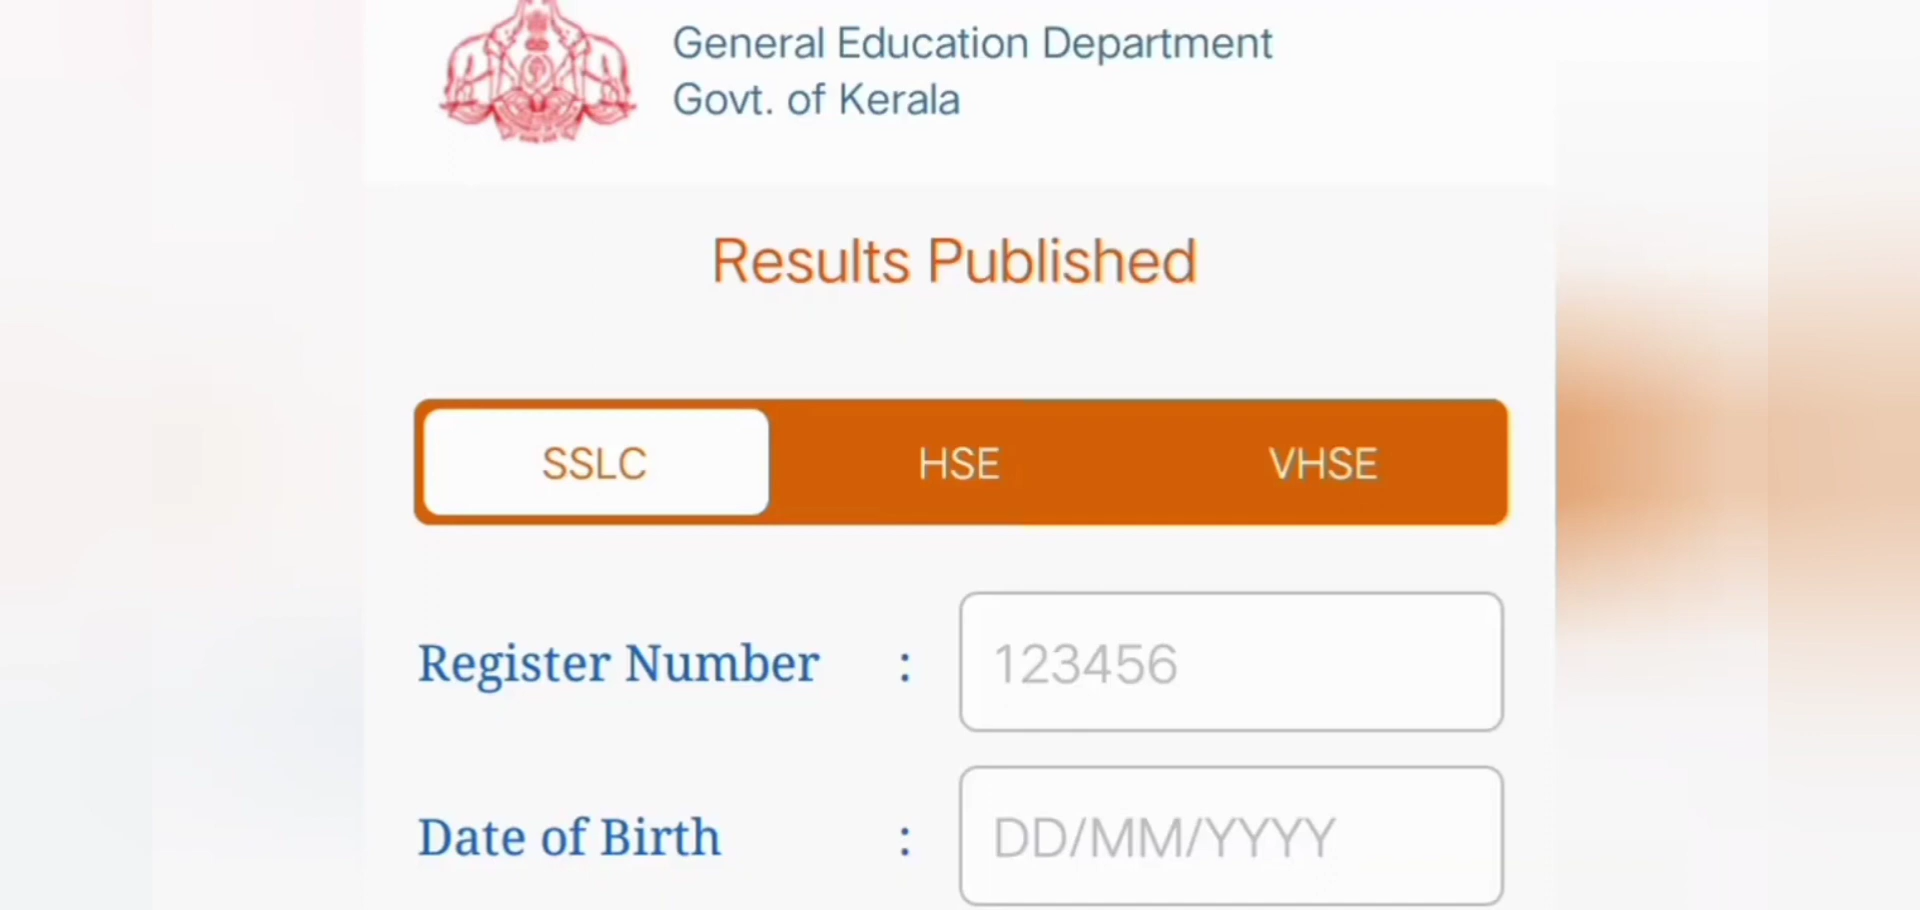 General Education Department
Govt. of Kerala
Results Published
SSLC HSE VHSE
Register Number : 123456
Date of Birth : DD/MM/YYYY